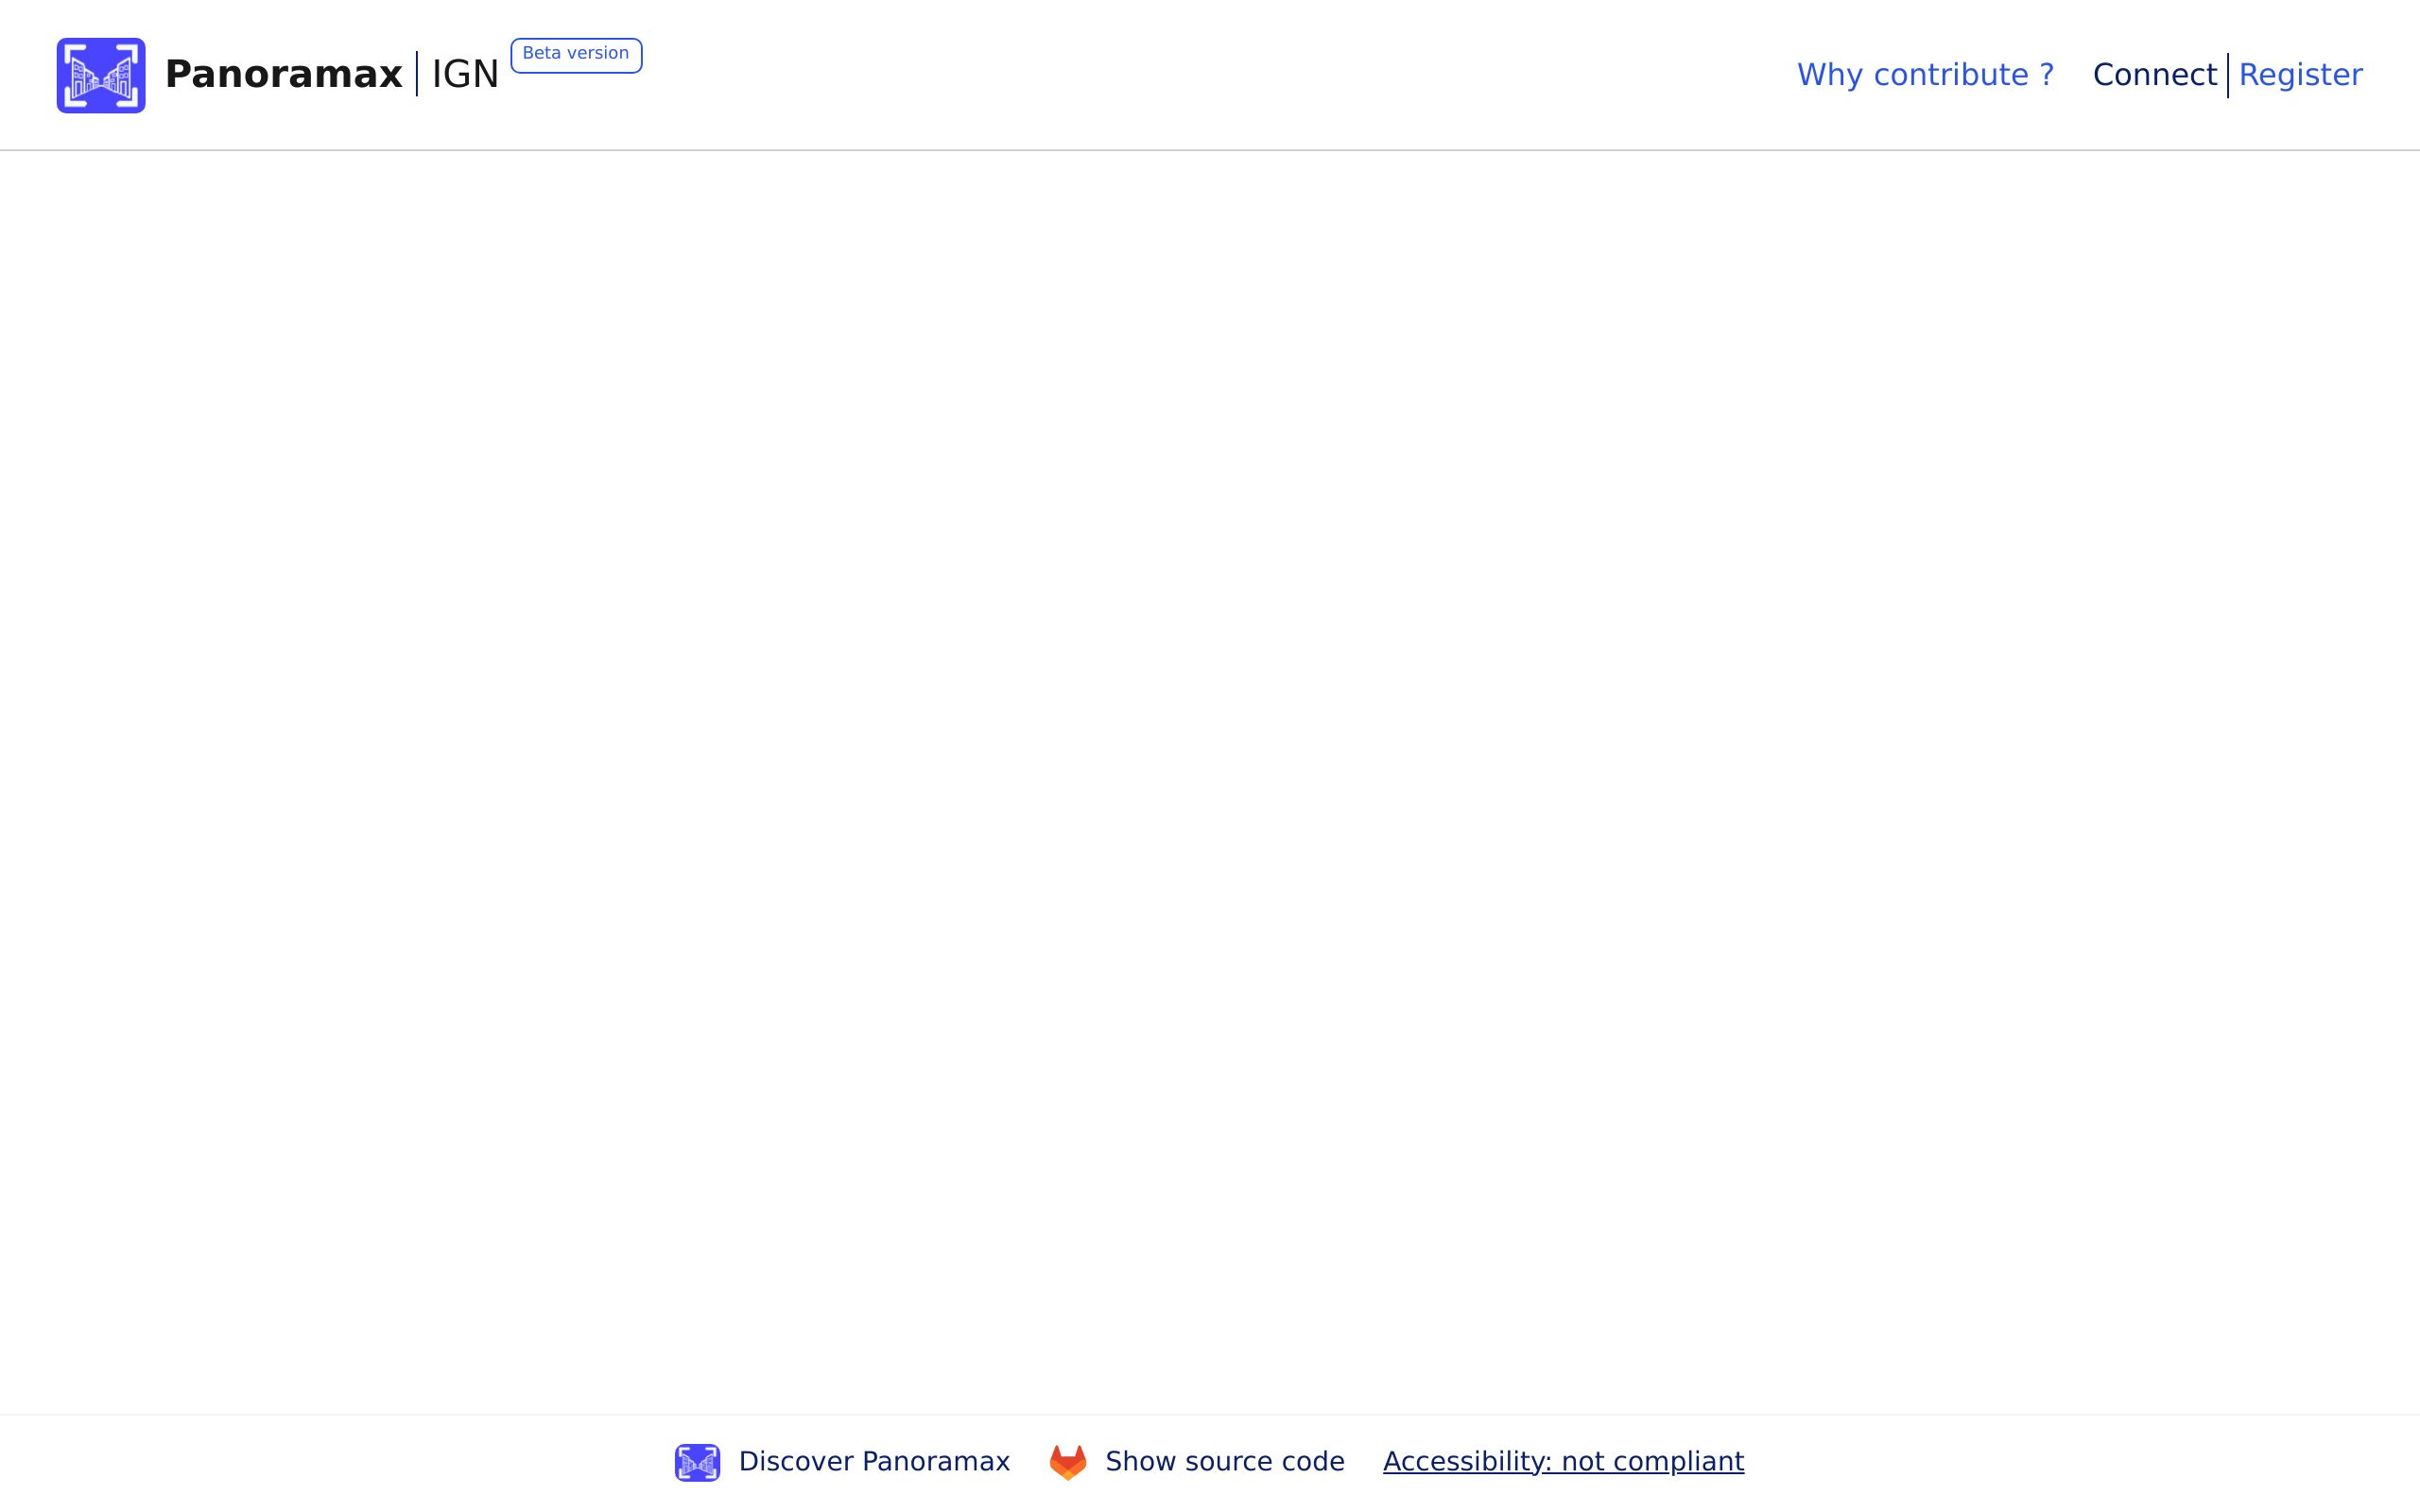 Panoramax IGN Beta version
Why contribute ? Connect Register
Discover Panoramax Show source code Accessibility: not compliant